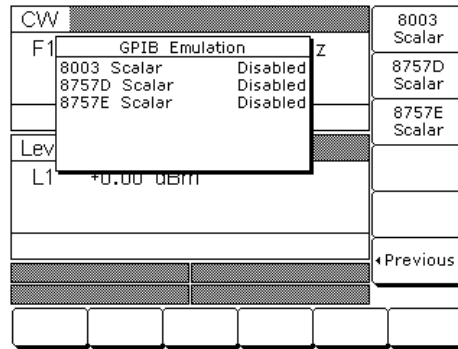 CW
F1
z
GPIB Emulation
8003 Scalar Disabled
8757D Scalar Disabled
8757E Scalar Disabled
Lev
L1 +0.00 dBm
8003
Scalar
8757D
Scalar
8757E
Scalar
Previous